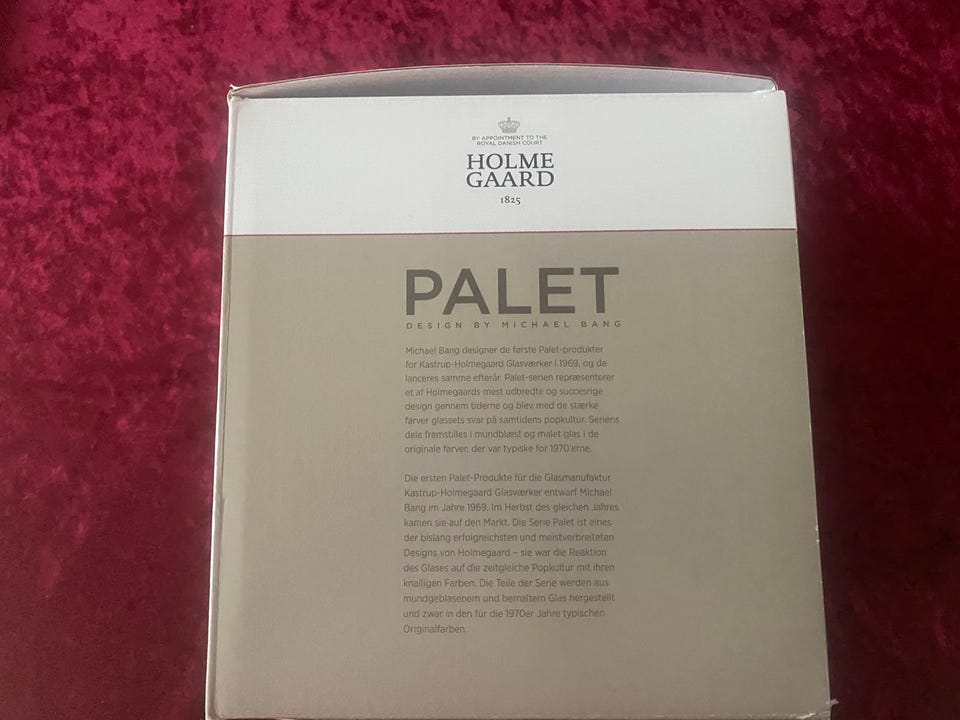 BY APPOINTMENT TO THE
ROYAL DANISH COURT
HOLME
GAARD
1825
PALET
DESIGN BY MICHAEL BANG
Michael Bang designer de første Palet-produkter
for Kastrup-Holmegaard Glasværker i 1969, og de
lanceres samme efterår. Palet-serien repræsenterer
et af Holmegaards mest udbredte og succesrige
design gennem tiderne og blev med de stærke
farver glassets svar på samtidens popkultur. Seriens
dele fremstilles i mundblæst og malet glas i de
originale farver, der var typiske for 1970'erne.
Die ersten Palet-Produkte für die Glasmanufaktur
Kastrup-Holmegaard Glasværker entwarf Michael
Bang im Jahre 1969. Im Herbst des gleichen Jahres
kamen sie auf den Markt. Die Serie Palet ist eines
der bislang erfolgreichsten und meistverbreiteten
Designs von Holmegaard – sie war die Reaktion
des Glases auf die zeitgleiche Popkultur mit ihren
knalligen Farben. Die Teile der Serie werden aus
mundgeblasenem und bemaltem Glas hergestellt
und zwar in den für die 1970er Jahre typischen
Originalfarben.